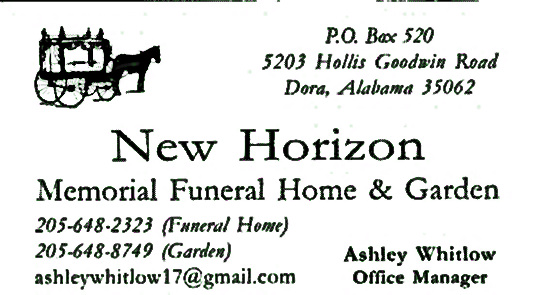 P.O. Box 520
5203 Hollis Goodwin Road
Dora, Alabama 35062
New Horizon
Memorial Funeral Home & Garden
205-648-2323 (Funeral Home)
205-648-8749 (Garden)
ashleywhitlow17@gmail.com
Ashley Whitlow
Office Manager